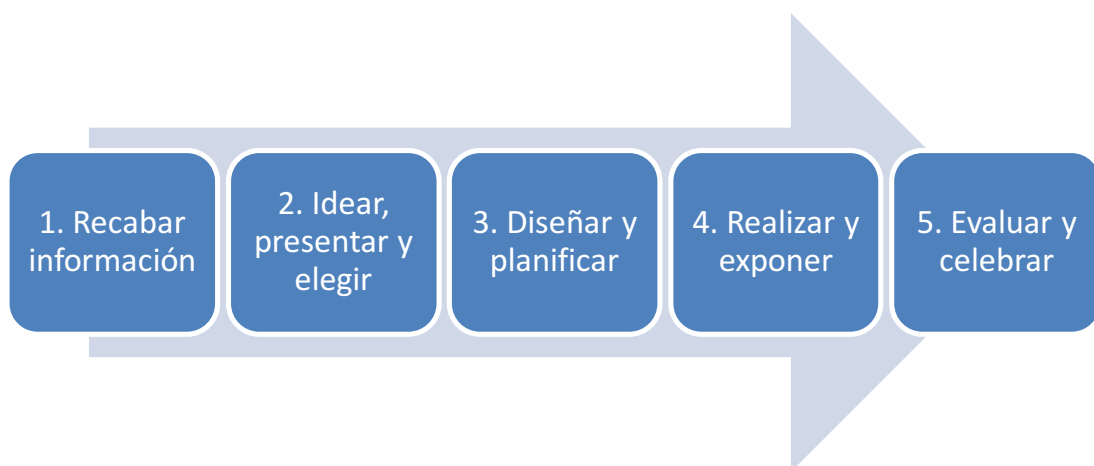 1. Recabar
información
2. Idear,
presentar y
elegir
3. Diseñar y
planificar
4. Realizar y
exponer
5. Evaluar y
celebrar